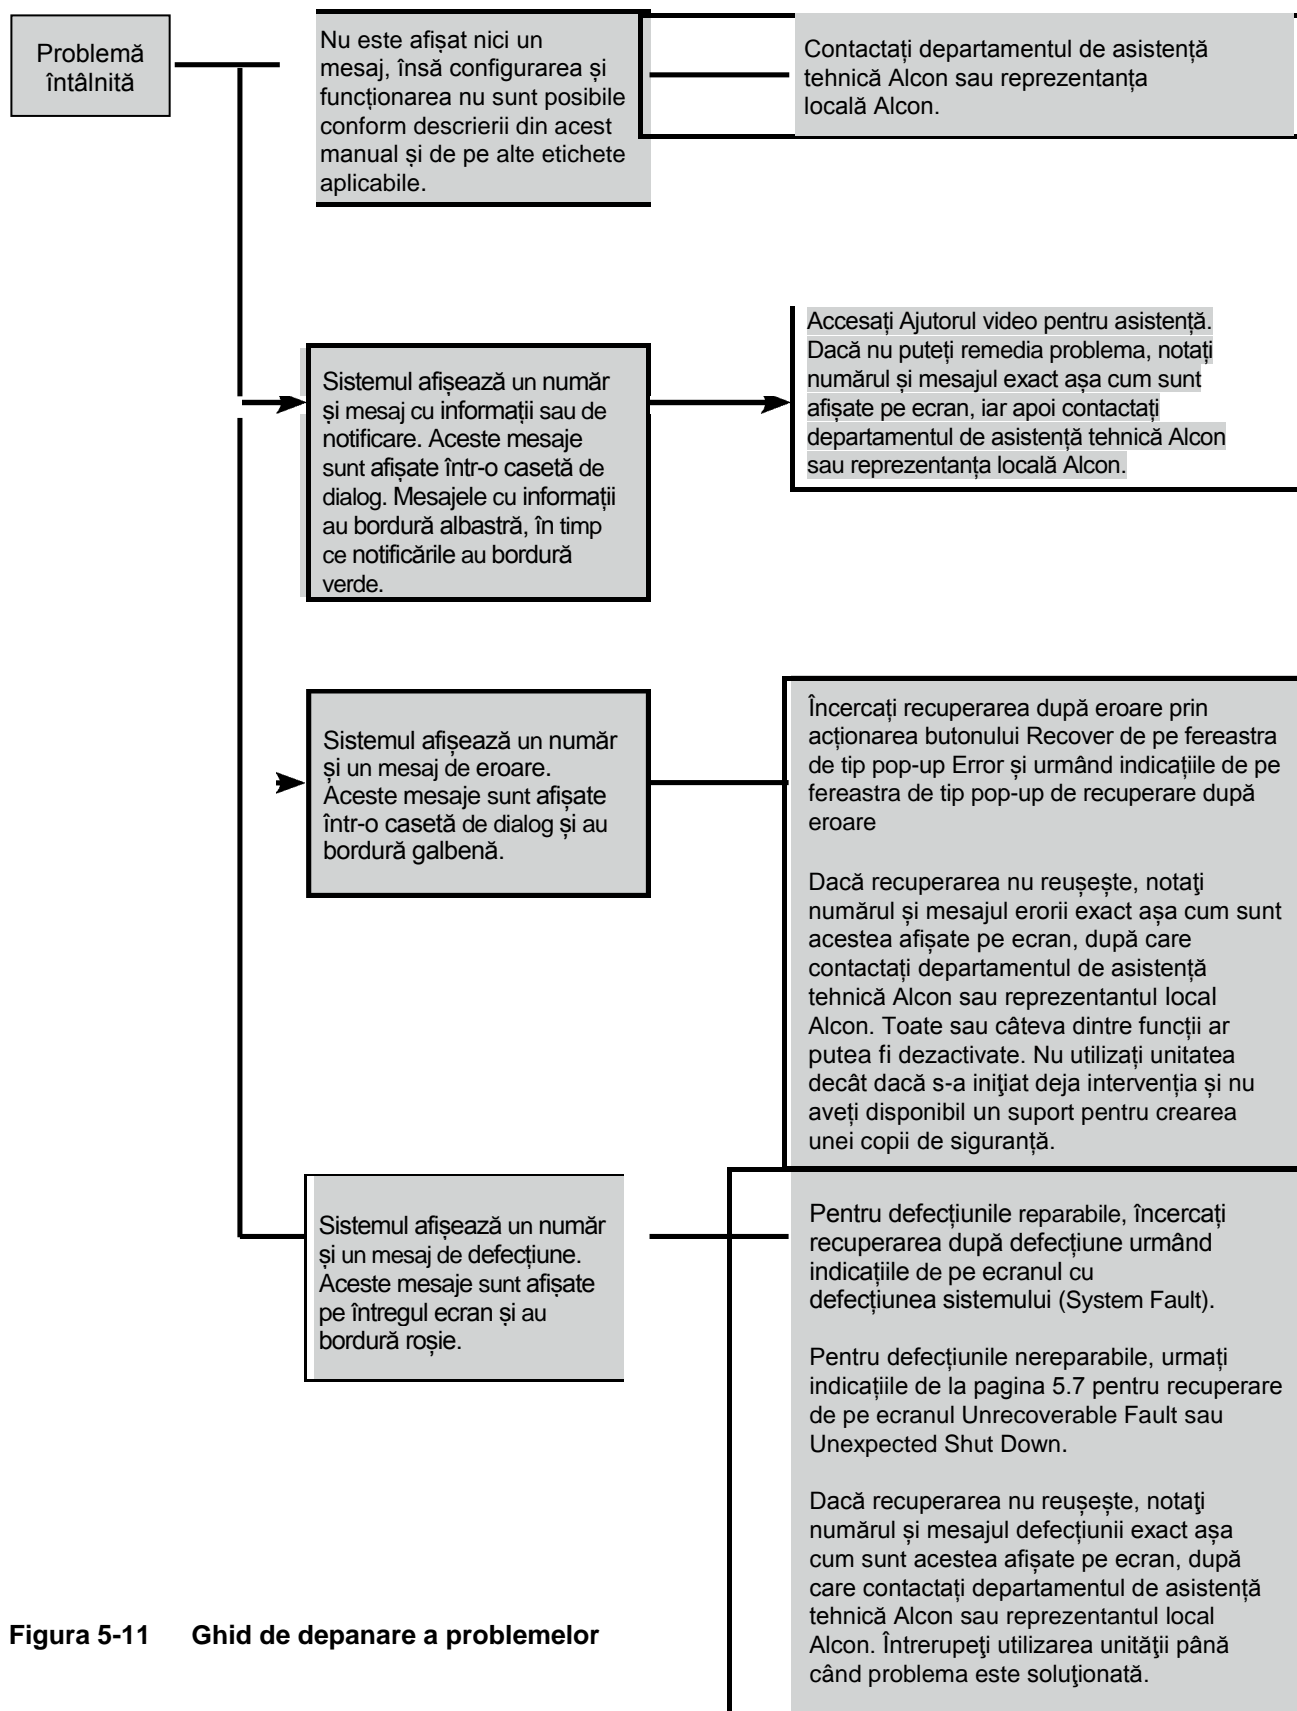 Problemă
întâlnită
Nu este afișat nici un
mesaj, însă configurarea și
funcționarea nu sunt posibile
conform descrierii din acest
manual și de pe alte etichete
aplicabile.
Contactați departamentul de asistență
tehnică Alcon sau reprezentanța
locală Alcon.
Sistemul afișează un număr
și mesaj cu informații sau de
notificare. Aceste mesaje
sunt afișate într-o casetă de
dialog. Mesajele cu informații
au bordură albastră, în timp
ce notificările au bordură
verde.
Accesați Ajutorul video pentru asistență.
Dacă nu puteți remedia problema, notați
numărul și mesajul exact așa cum sunt
afișate pe ecran, iar apoi contactați
departamentul de asistență tehnică Alcon
sau reprezentanța locală Alcon.
Sistemul afișează un număr
și un mesaj de eroare.
Aceste mesaje sunt afișate
într-o casetă de dialog și au
bordură galbenă.
Încercați recuperarea după eroare prin
acționarea butonului Recover de pe fereastra
de tip pop-up Error și urmând indicațiile de pe
fereastra de tip pop-up de recuperare după
eroare
Dacă recuperarea nu reușește, notaţi
numărul și mesajul erorii exact așa cum sunt
acestea afișate pe ecran, după care
contactați departamentul de asistență
tehnică Alcon sau reprezentantul local
Alcon. Toate sau câteva dintre funcții ar
putea fi dezactivate. Nu utilizați unitatea
decât dacă s-a iniţiat deja intervenția și nu
aveți disponibil un suport pentru crearea
unei copii de siguranță.
Sistemul afișează un număr
și un mesaj de defecțiune.
Aceste mesaje sunt afișate
pe întregul ecran și au
bordură roșie.
Pentru defecțiunile reparabile, încercați
recuperarea după defecțiune urmând
indicațiile de pe ecranul cu
defecțiunea sistemului (System Fault).
Pentru defecțiunile nereparabile, urmați
indicațiile de la pagina 5.7 pentru recuperare
de pe ecranul Unrecoverable Fault sau
Unexpected Shut Down.
Dacă recuperarea nu reușește, notaţi
numărul și mesajul defecțiunii exact așa
cum sunt acestea afișate pe ecran, după
care contactați departamentul de asistență
tehnică Alcon sau reprezentantul local
Alcon. Întrerupeţi utilizarea unităţii până
când problema este soluţionată.
Figura 5-11 Ghid de depanare a problemelor